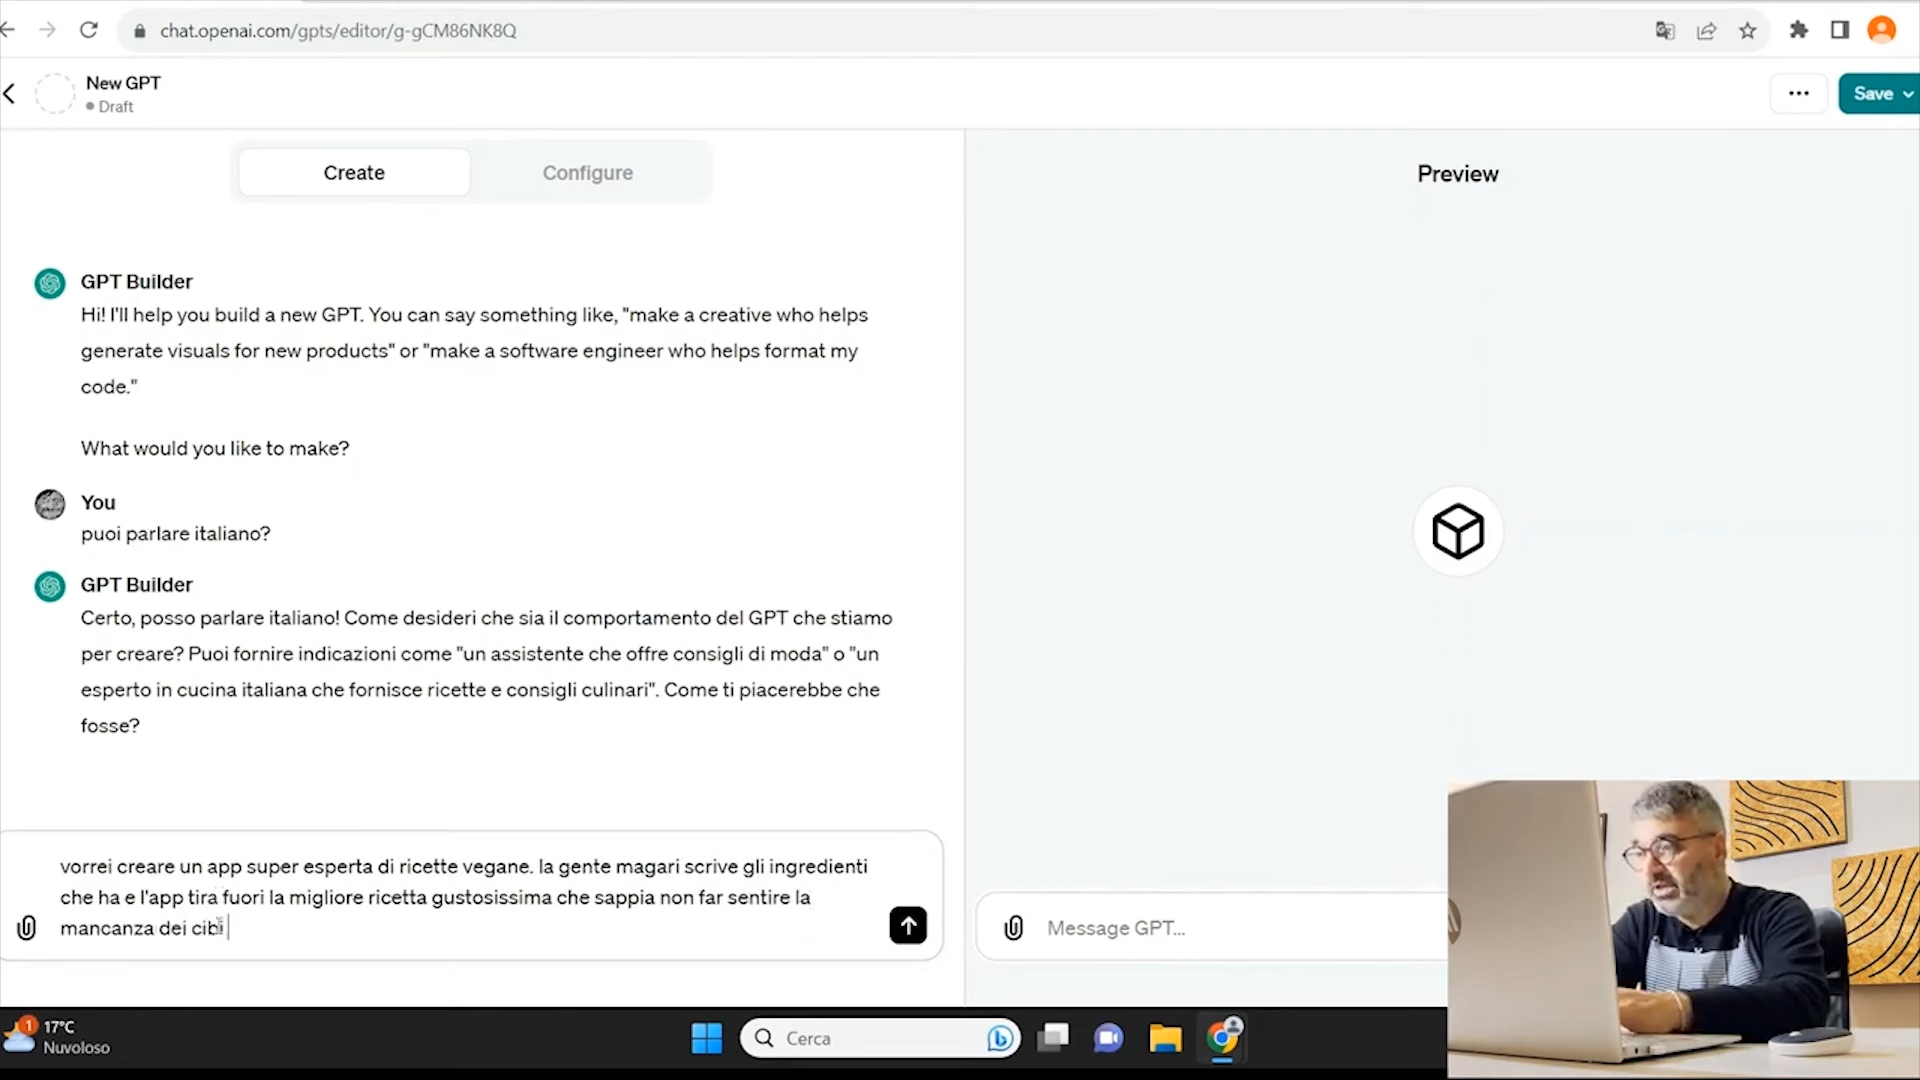 chat.openai.com/gpts/editor/g-gCM86NK8Q
New GPT
Draft
Save
Create
Configure
Preview
GPT Builder
Hi! I'll help you build a new GPT. You can say something like, "make a creative who helps
generate visuals for new products" or "make a software engineer who helps format my
code."
What would you like to make?
You
puoi parlare italiano?
GPT Builder
Certo, posso parlare italiano! Come desideri che sia il comportamento del GPT che stiamo
per creare? Puoi fornire indicazioni come "un assistente che offre consigli di moda" o "un
esperto in cucina italiana che fornisce ricette e consigli culinari". Come ti piacerebbe che
fosse?
vorrei creare un app super esperta di ricette vegane. la gente magari scrive gli ingredienti
che ha e l'app tira fuori la migliore ricetta gustosissima che sappia non far sentire la
mancanza dei cibi
Message GPT...
1
17°C
Nuvoloso
Cerca